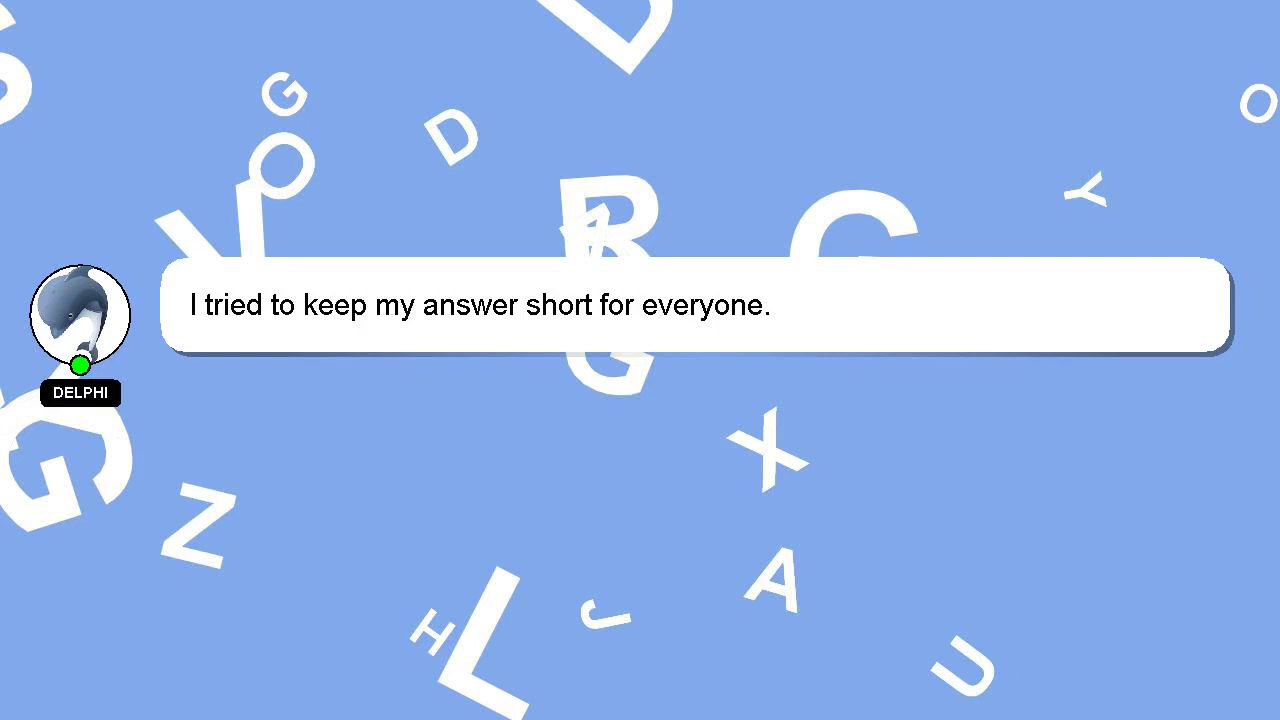 S
G
D
D
O
O
V
R
A
C
Y
I tried to keep my answer short for everyone.
DELPHI
G
G
X
Z
A
H
L
J
U